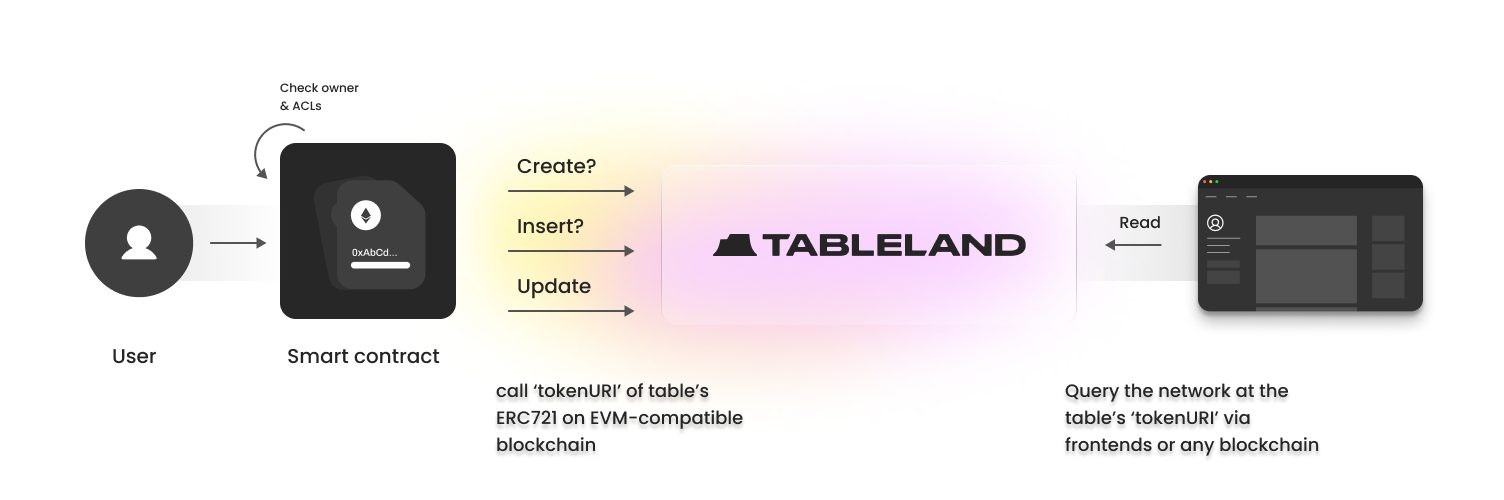 Check owner
& ACLs
0xAbCd...
User
Smart contract
Create?
Insert?
Update
TABLELAND
Read
call ‘tokenURI’ of table’s
ERC721 on EVM-compatible
blockchain
Query the network at the
table’s ‘tokenURI’ via
frontends or any blockchain